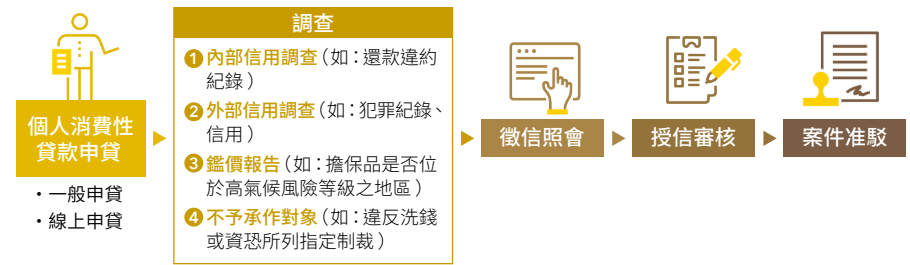 個人消費性
貸款申貸
・一般申貸
・線上申貸
調查
1 內部信用調查（如：還款違約
紀錄）
2 外部信用調查（如：犯罪紀錄、
信用）
3 鑑價報告（如：擔保品是否位
於高氣候風險等級之地區）
4 不予承作對象（如：違反洗錢
或資恐所列指定制裁）
徵信照會
授信審核
案件准駁